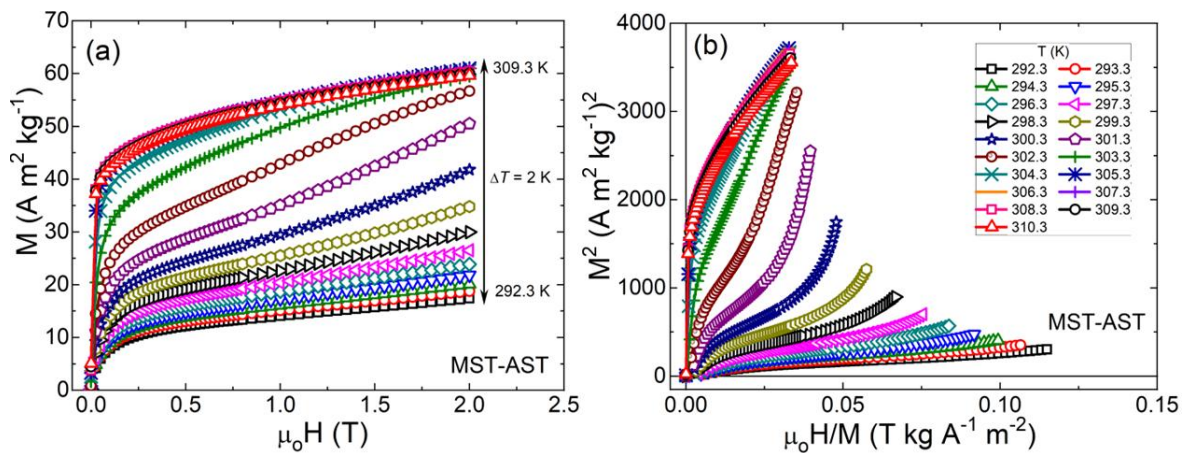 (a)
M (A m² kg⁻¹)
70
60
50
40
30
20
10
0
309.3 K
ΔT = 2 K
292.3 K
MST-AST
0.0 0.5 1.0 1.5 2.0 2.5
μₒH (T)
(b)
M² (A m² kg⁻¹)²
4000
3000
2000
1000
0
T (K)
292.3 293.3
294.3 295.3
296.3 297.3
298.3 299.3
300.3 301.3
302.3 303.3
304.3 305.3
306.3 307.3
308.3 309.3
310.3
MST-AST
0.00 0.05 0.10 0.15
μₒH/M (T kg A⁻¹ m⁻²)